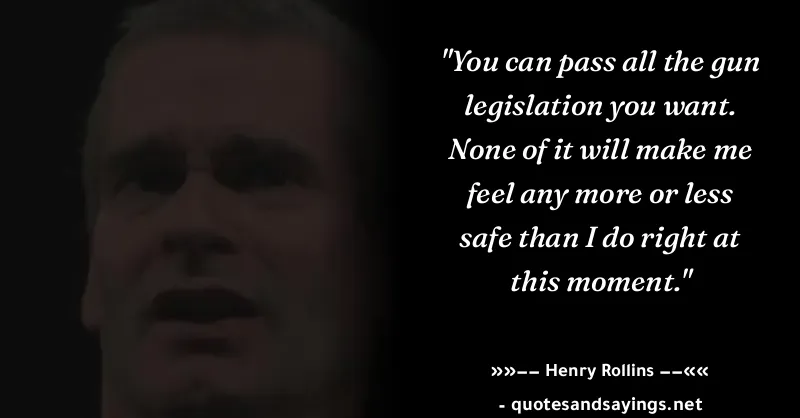 "You can pass all the gun
legislation you want.
None of it will make me
feel any more or less
safe than I do right at
this moment."
»»−− Henry Rollins −−««
- quotesandsayings.net